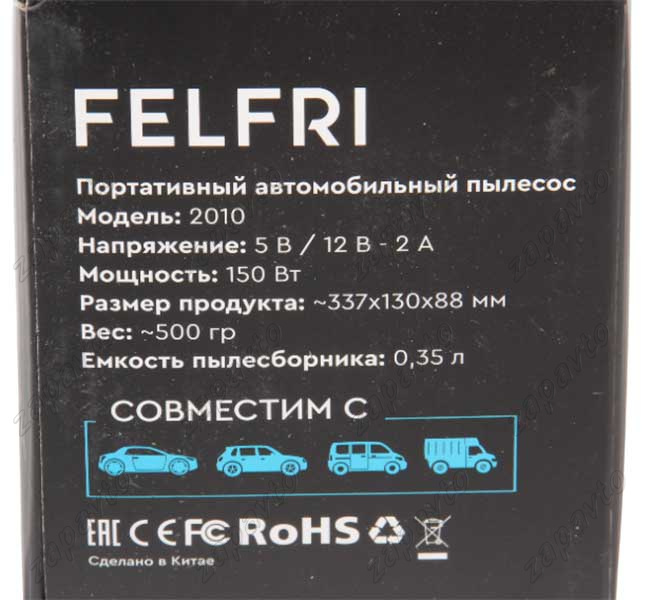 FELFRI
Портативный автомобильный пылесос
Модель: 2010
Напряжение: 5 В / 12 В - 2 А
Мощность: 150 Вт
Размер продукта: ~337х130х88 мм
Вес: ~500 гр
Емкость пылесборника: 0,35 л
СОВМЕСТИМ С
EAC CE FC RoHS
Сделано в Китае